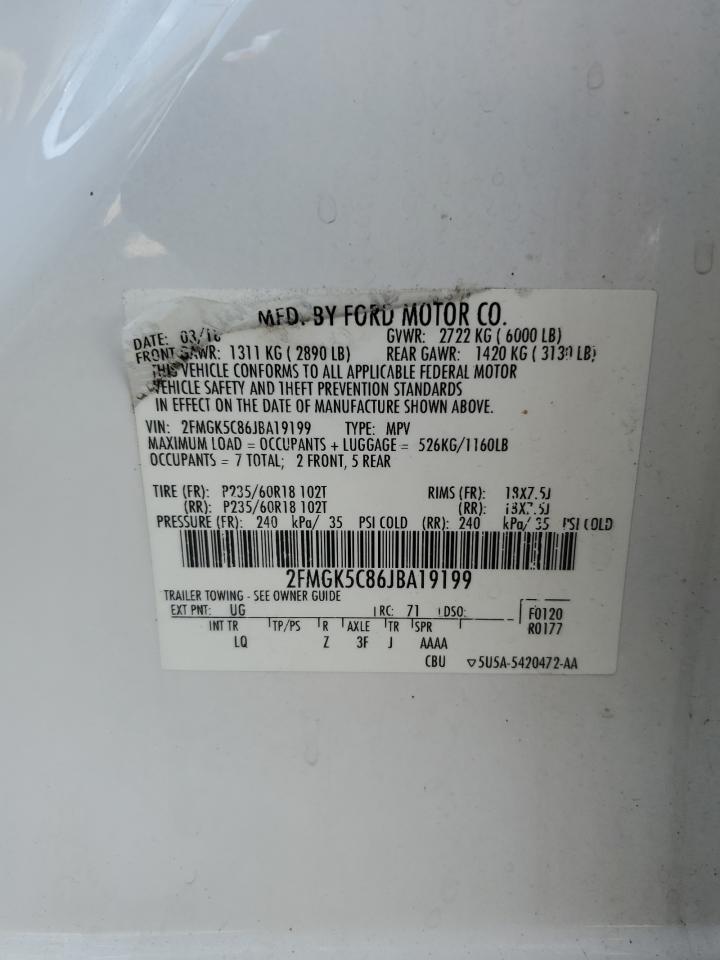 MFD. BY FORD MOTOR CO.
DATE: 03/18 GVWR: 2722 KG ( 6000 LB)
FRONT GAWR: 1311 KG ( 2890 LB) REAR GAWR: 1420 KG ( 3130 LB)
THIS VEHICLE CONFORMS TO ALL APPLICABLE FEDERAL MOTOR
VEHICLE SAFETY AND THEFT PREVENTION STANDARDS
IN EFFECT ON THE DATE OF MANUFACTURE SHOWN ABOVE.
VIN: 2FMGK5C86JBA19199 TYPE: MPV
MAXIMUM LOAD = OCCUPANTS + LUGGAGE = 526KG/1160LB
OCCUPANTS = 7 TOTAL; 2 FRONT, 5 REAR
TIRE (FR): P235/60R18 102T RIMS (FR): 18X7.5J
(RR): P235/60R18 102T (RR): 18X7.5J
PRESSURE (FR): 240 kPa/ 35 PSI COLD (RR): 240 kPa/ 35 PSI COLD
2FMGK5C86JBA19199
TRAILER TOWING - SEE OWNER GUIDE
EXT PNT: UG RC: 71 DSO: F0120
INT TR TP/PS R AXLE TR SPR R0177
LQ Z 3F J AAAA
CBU ▽5U5A-5420472-AA